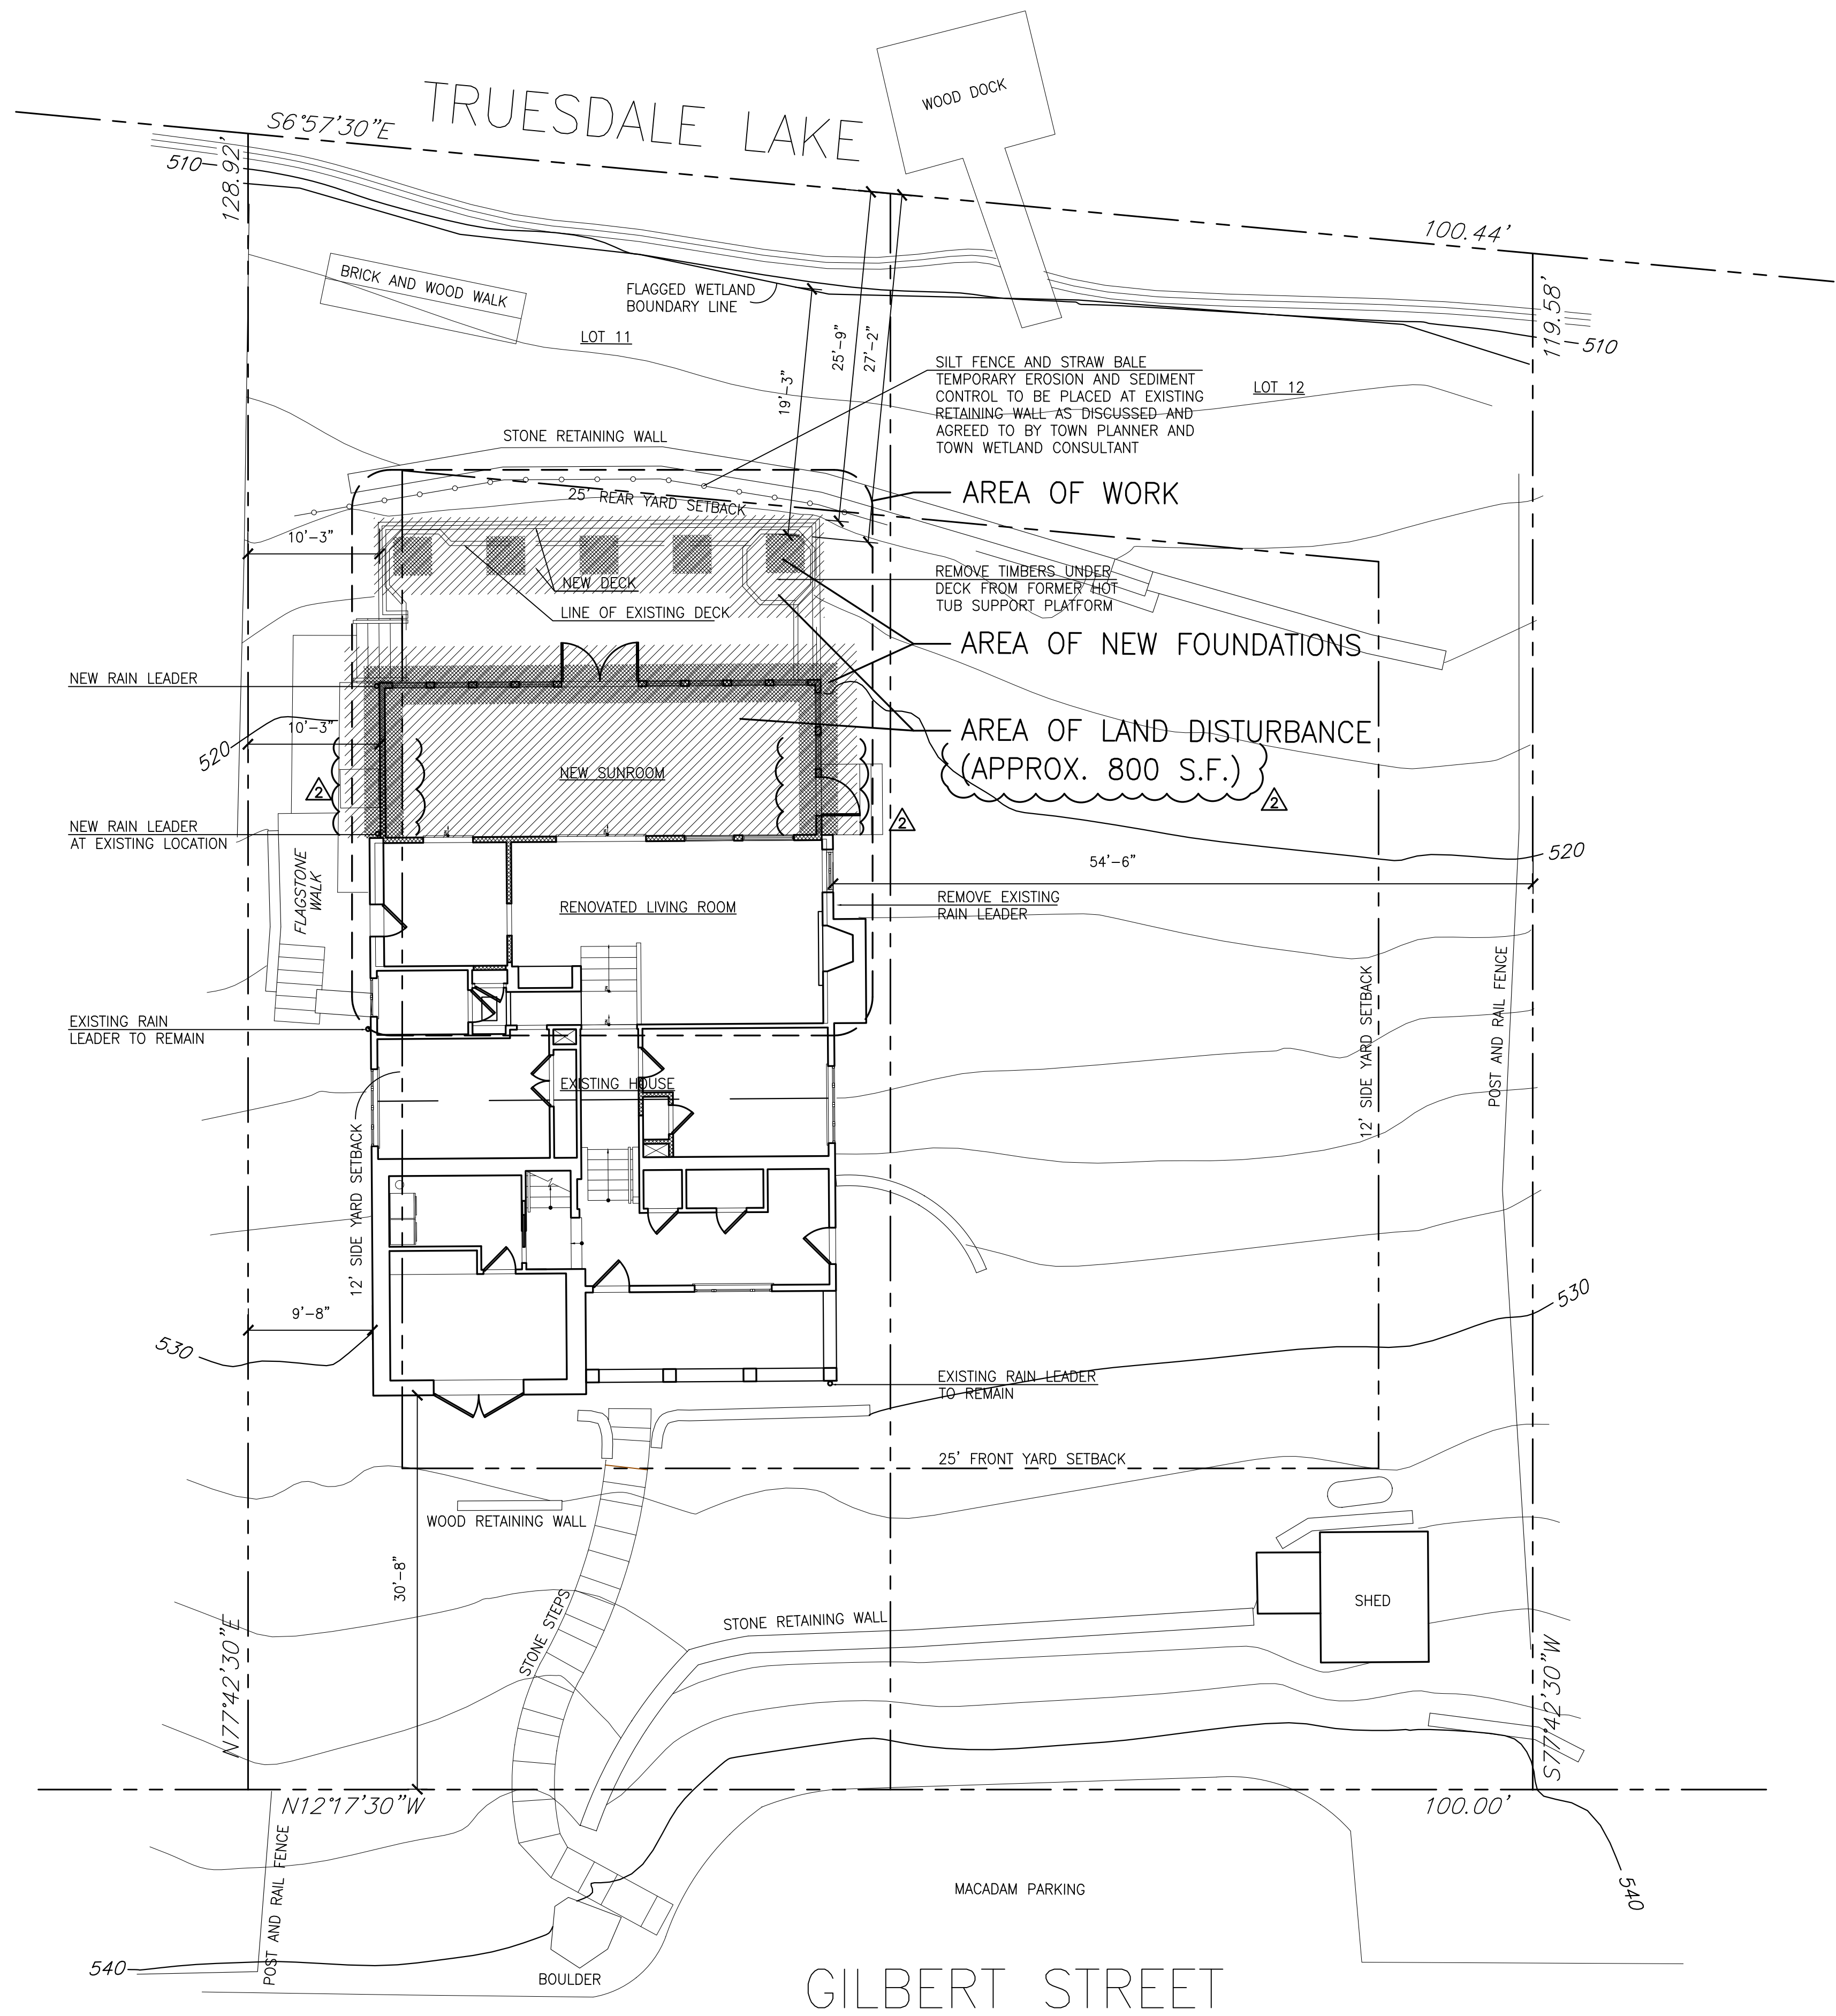 TRUESDALE LAKE
WOOD DOCK
S6°57'30"E
128.92'
510
100.44'
119.58'
510
BRICK AND WOOD WALK
FLAGGED WETLAND
BOUNDARY LINE
LOT 11
25'-9"
27'-2"
19'-3"
SILT FENCE AND STRAW BALE
TEMPORARY EROSION AND SEDIMENT
CONTROL TO BE PLACED AT EXISTING
RETAINING WALL AS DISCUSSED AND
AGREED TO BY TOWN PLANNER AND
TOWN WETLAND CONSULTANT
LOT 12
STONE RETAINING WALL
25' REAR YARD SETBACK
AREA OF WORK
10'-3"
NEW DECK
LINE OF EXISTING DECK
REMOVE TIMBERS UNDER
DECK FROM FORMER HOT
TUB SUPPORT PLATFORM
AREA OF NEW FOUNDATIONS
NEW RAIN LEADER
10'-3"
520
AREA OF LAND DISTURBANCE
(APPROX. 800 S.F.)
NEW SUNROOM
2
2
2
NEW RAIN LEADER
AT EXISTING LOCATION
520
54'-6"
FLAGSTONE
WALK
RENOVATED LIVING ROOM
REMOVE EXISTING
RAIN LEADER
12' SIDE YARD SETBACK
POST AND RAIL FENCE
EXISTING RAIN
LEADER TO REMAIN
EXISTING HOUSE
12' SIDE YARD SETBACK
9'-8"
530
530
EXISTING RAIN LEADER
TO REMAIN
25' FRONT YARD SETBACK
WOOD RETAINING WALL
30'-8"
STONE STEPS
STONE RETAINING WALL
SHED
N77°42'30"E
S77°42'30"W
N12°17'30"W
100.00'
POST AND RAIL FENCE
MACADAM PARKING
540
540
BOULDER
GILBERT STREET